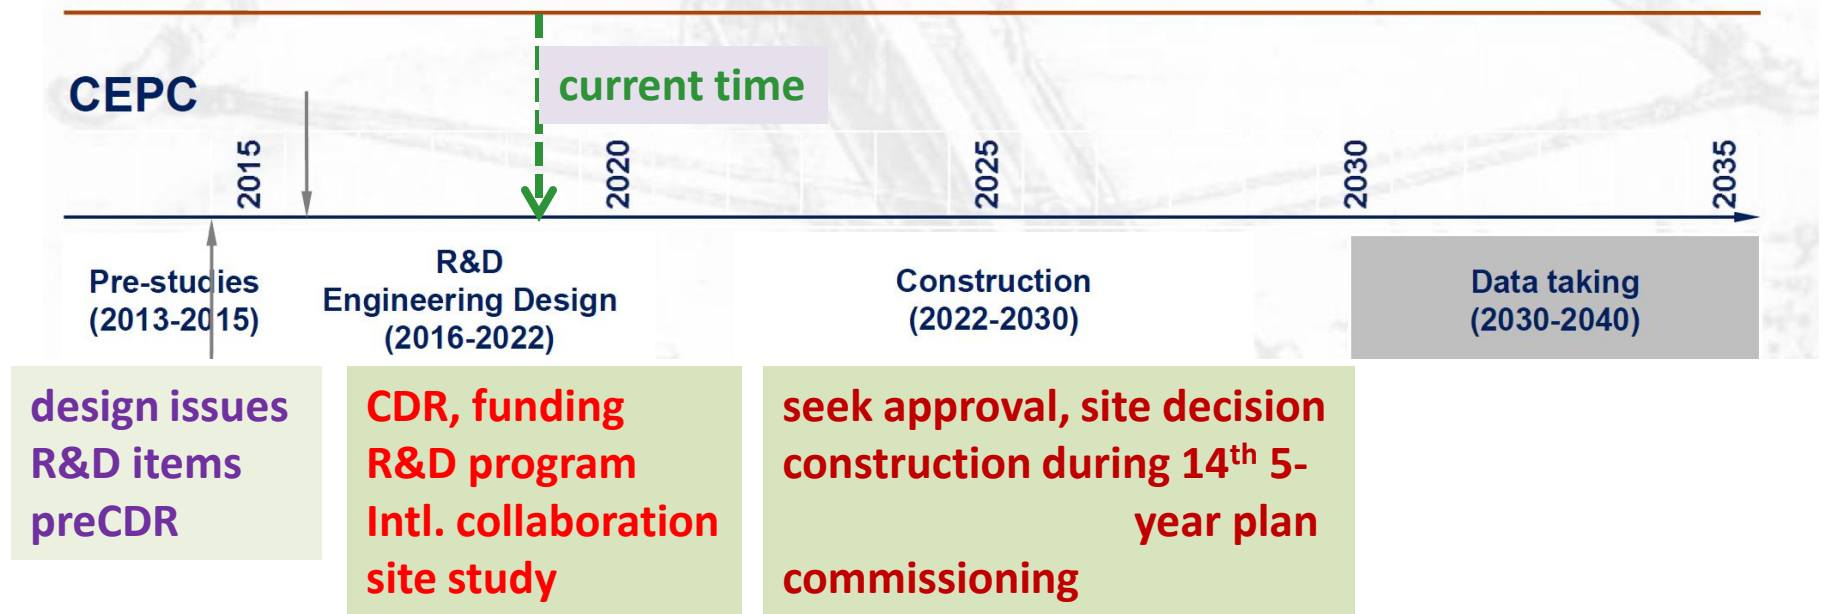 current time
CEPC
2015
2020
2025
2030
2035
Pre-studies
(2013-2015)
R&D
Engineering Design
(2016-2022)
Construction
(2022-2030)
Data taking
(2030-2040)
design issues
R&D items
preCDR
CDR, funding
R&D program
Intl. collaboration
site study
seek approval, site decision
construction during 14th 5-
year plan
commissioning